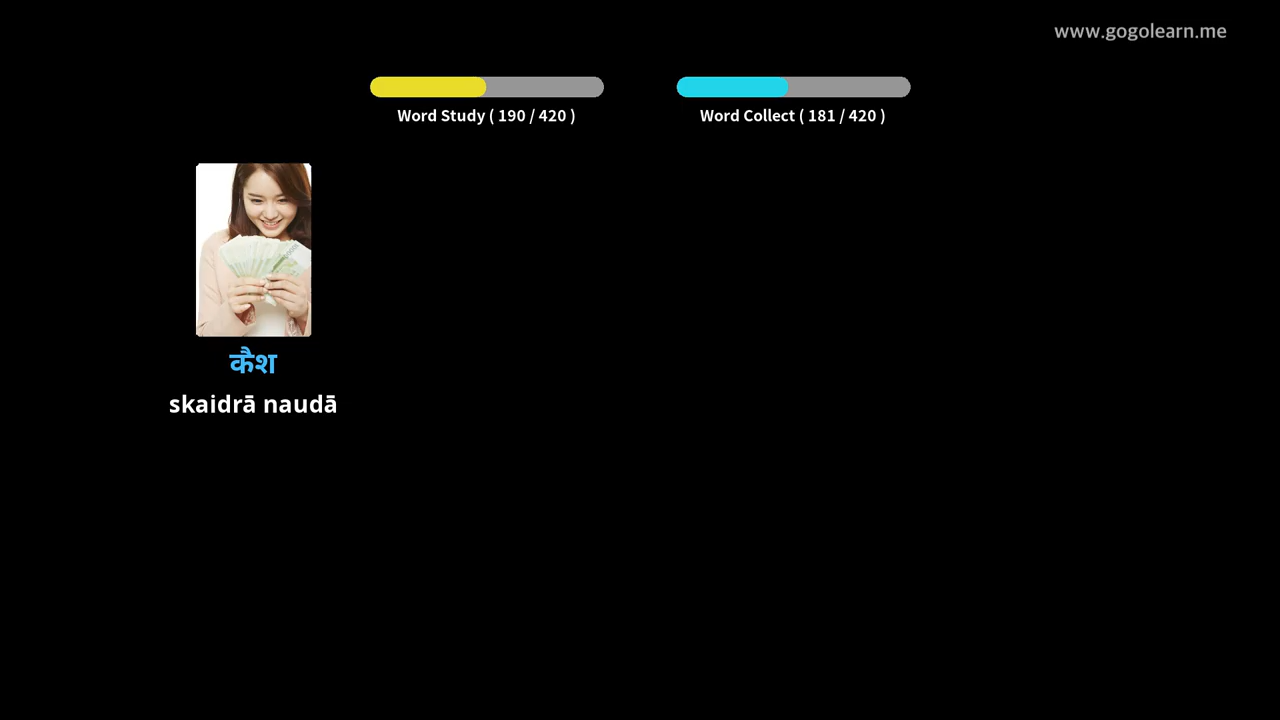 www.gogolearn.me
Word Study ( 190 / 420 )
Word Collect ( 181 / 420 )
कैश
skaidrā naudā